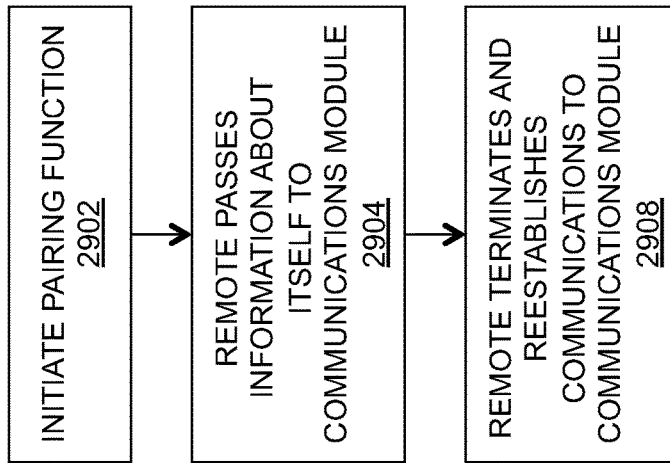 INITIATE PAIRING FUNCTION
2902
REMOTE PASSES
INFORMATION ABOUT
ITSELF TO
COMMUNICATIONS MODULE
2904
REMOTE TERMINATES AND
REESTABLISHES
COMMUNICATIONS TO
COMMUNICATIONS MODULE
2908